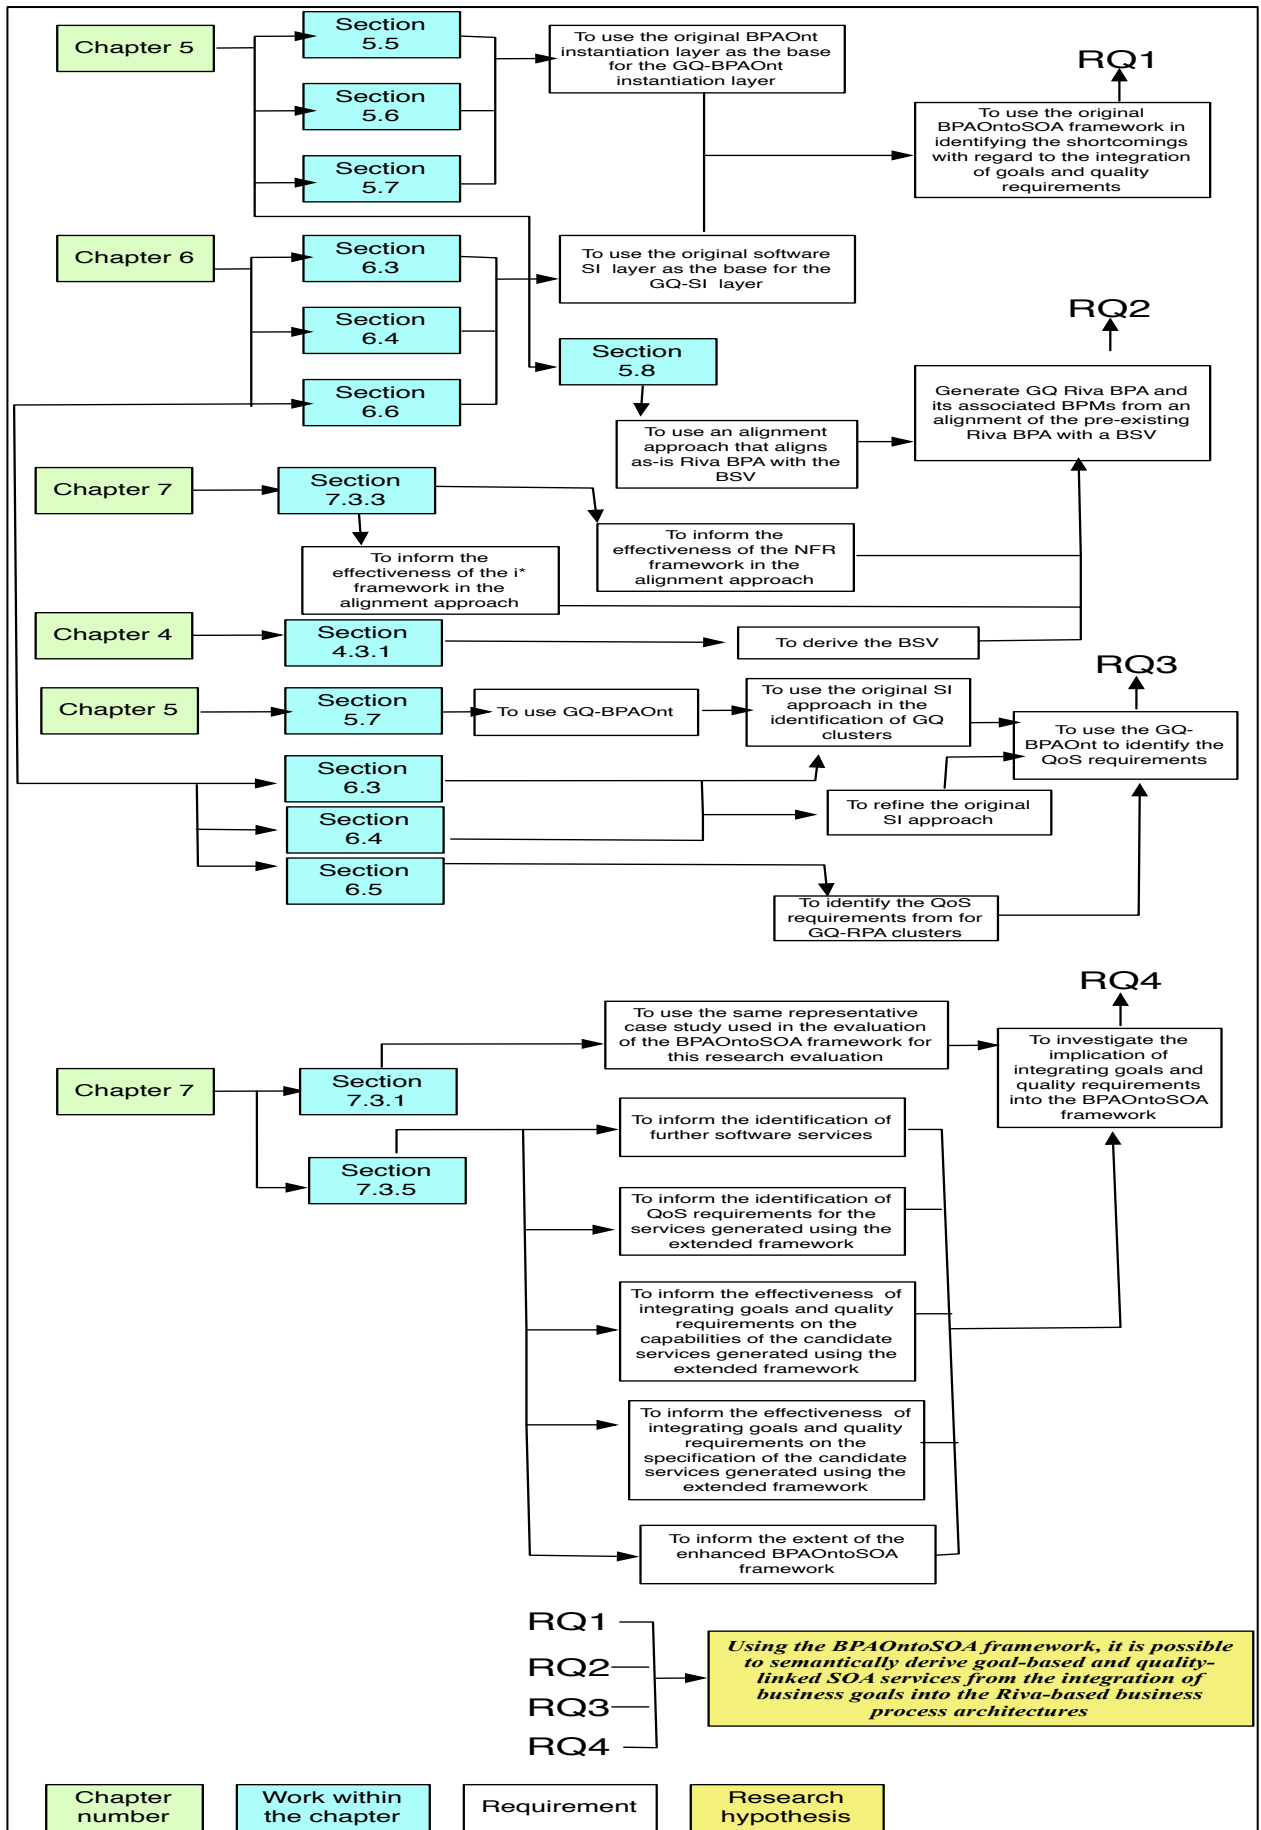 Chapter 5
Section
5.5
To use the original BPAOnt
instantiation layer as the base
for the GQ-BPAOnt
instantiation layer
RQ1
Section
5.6
To use the original
BPAOntoSOA framework in
identifying the shortcomings
with regard to the integration
of goals and quality
requirements
Section
5.7
Chapter 6
Section
6.3
To use the original software
SI layer as the base for the
GQ-SI layer
RQ2
Section
6.4
Section
5.8
Section
6.6
Generate GQ Riva BPA and
its associated BPMs from an
alignment of the pre-existing
Riva BPA with a BSV
To use an alignment
approach that aligns
as-is Riva BPA with the
BSV
Chapter 7
Section
7.3.3
To inform the
effectiveness of the NFR
framework in the
alignment approach
To inform the
effectiveness of the i*
framework in the
alignment approach
Chapter 4
Section
4.3.1
To derive the BSV
RQ3
Chapter 5
Section
5.7
To use GQ-BPAOnt
To use the original SI
approach in the
identification of GQ
clusters
To use the GQ-
BPAOnt to identify the
QoS requirements
Section
6.3
To refine the original
SI approach
Section
6.4
Section
6.5
To identify the QoS
requirements from for
GQ-RPA clusters
RQ4
To use the same representative
case study used in the evaluation
of the BPAOntoSOA framework for
this research evaluation
To investigate the
implication of
integrating goals and
quality requirements
into the BPAOntoSOA
framework
Chapter 7
Section
7.3.1
To inform the identification of
further software services
Section
7.3.5
To inform the identification of
QoS requirements for the
services generated using the
extended framework
To inform the effectiveness of
integrating goals and quality
requirements on the
capabilities of the candidate
services generated using the
extended framework
To inform the effectiveness of
integrating goals and quality
requirements on the
specification of the candidate
services generated using the
extended framework
To inform the extent of the
enhanced BPAOntoSOA
framework
RQ1
RQ2
RQ3
RQ4
Using the BPAOntoSOA framework, it is possible
to semantically derive goal-based and quality-
linked SOA services from the integration of
business goals into the Riva-based business
process architectures
Chapter
number
Work within
the chapter
Requirement
Research
hypothesis